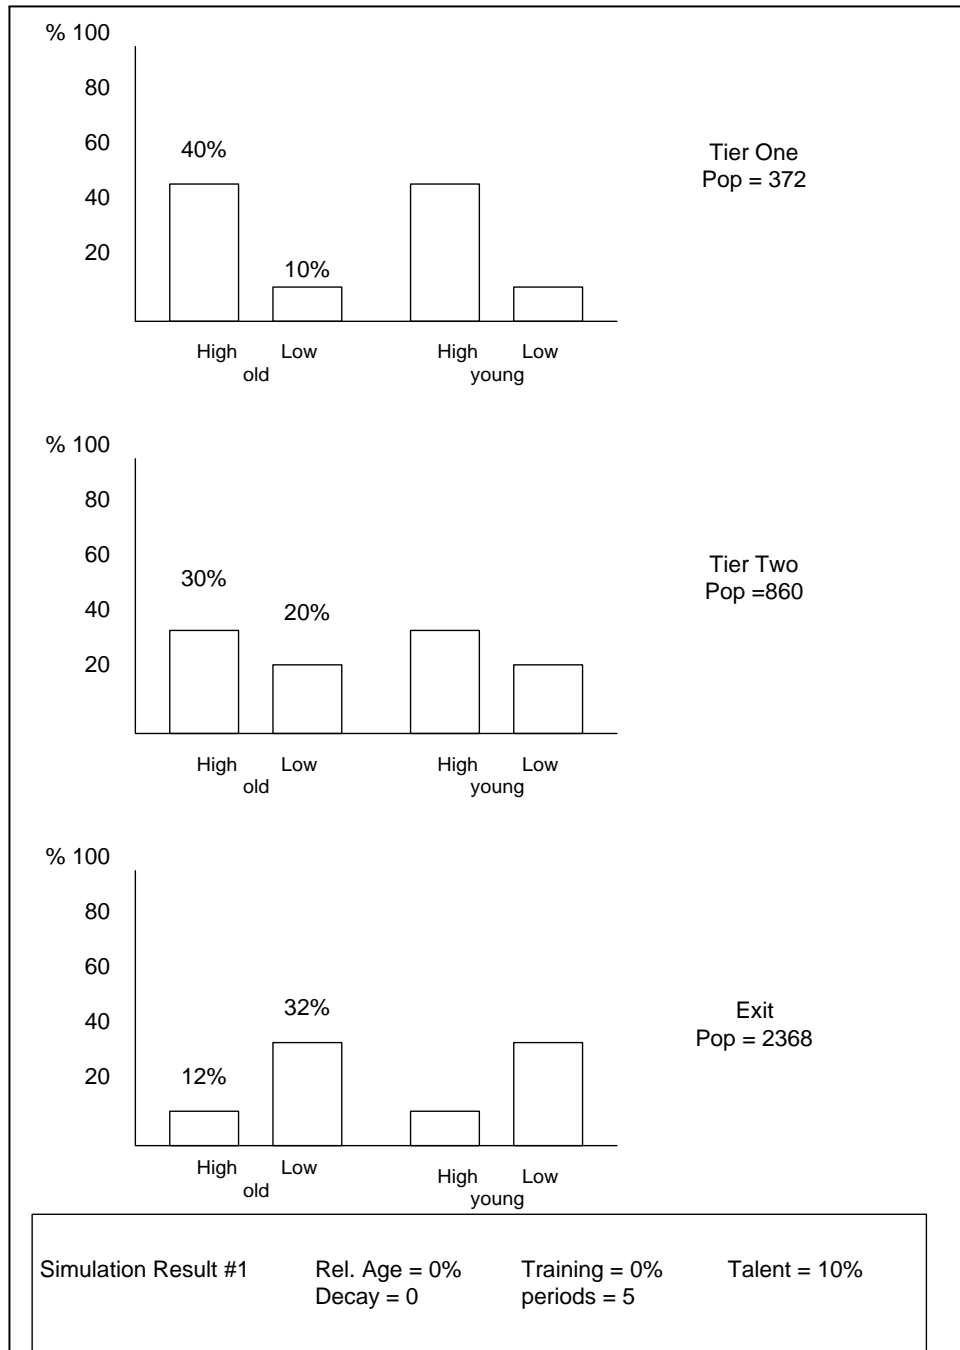 % 100
80
60
40
20
40%
10%
Tier One
Pop = 372
High Low High Low
old young
% 100
80
60
40
20
30%
20%
Tier Two
Pop =860
High Low High Low
old young
% 100
80
60
40
20
12%
32%
Exit
Pop = 2368
High Low High Low
old young
Simulation Result #1 Rel. Age = 0% Training = 0% Talent = 10%
Decay = 0 periods = 5